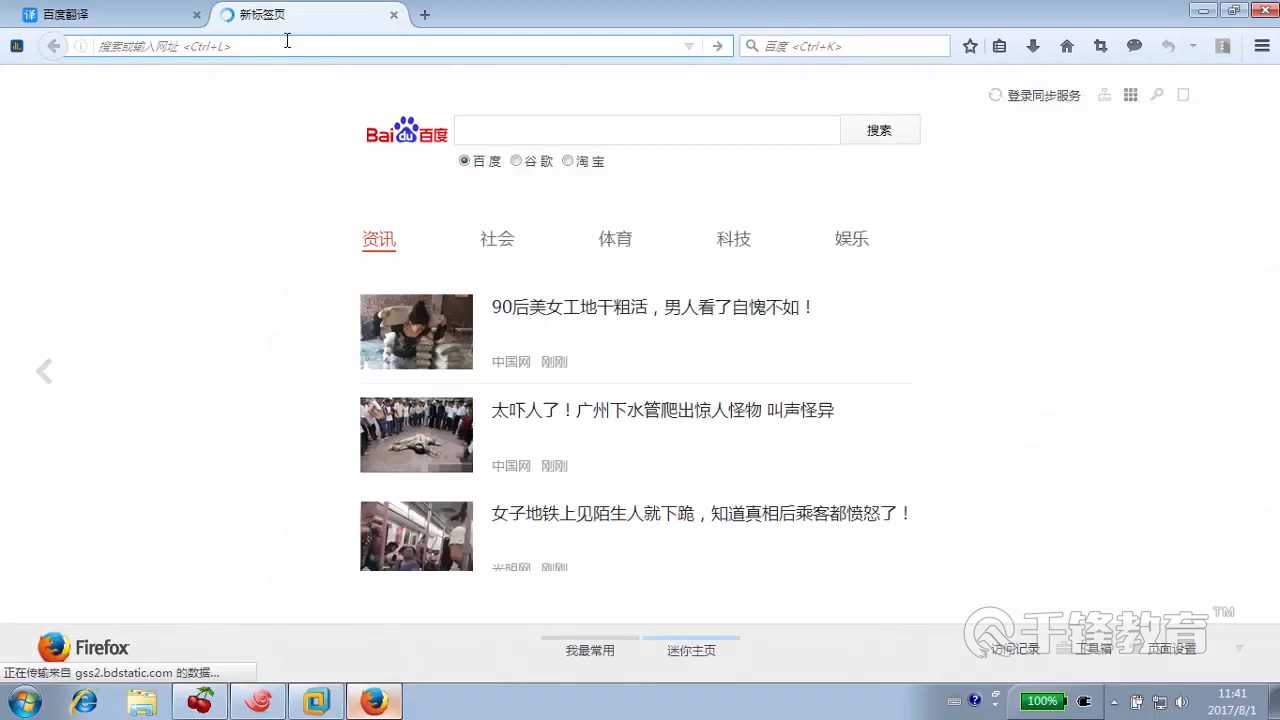 百度翻译
新标签页
搜索或输入网址 <Ctrl+L>
百度 <Ctrl+K>
登录同步服务
Bai du 百度
搜索
百度 谷歌 淘宝
资讯 社会 体育 科技 娱乐
90后美女工地干粗活，男人看了自愧不如！
中国网 刚刚
太吓人了！广州下水管爬出惊人怪物 叫声怪异
中国网 刚刚
女子地铁上见陌生人就下跪，知道真相后乘客都愤怒了！
光明网 刚刚
千锋教育 TM
Firefox
我最常用 迷你主页
访问记录 工具箱 页面设置
正在传输来自 gss2.bdstatic.com 的数据...
100%
11:41
2017/8/1